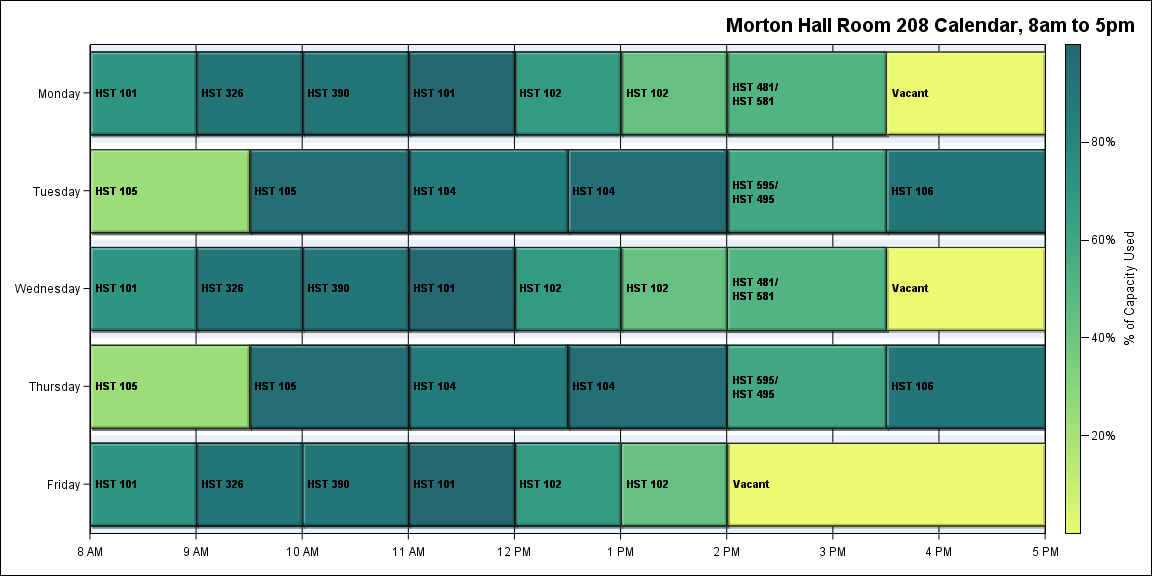 Morton Hall Room 208 Calendar, 8am to 5pm
Monday
HST 101
HST 326
HST 390
HST 101
HST 102
HST 102
HST 481/
HST 581
Vacant
Tuesday
HST 105
HST 105
HST 104
HST 104
HST 595/
HST 495
HST 106
Wednesday
HST 101
HST 326
HST 390
HST 101
HST 102
HST 102
HST 481/
HST 581
Vacant
Thursday
HST 105
HST 105
HST 104
HST 104
HST 595/
HST 495
HST 106
Friday
HST 101
HST 326
HST 390
HST 101
HST 102
HST 102
Vacant
8 AM
9 AM
10 AM
11 AM
12 PM
1 PM
2 PM
3 PM
4 PM
5 PM
80%
60%
40%
20%
% of Capacity Used